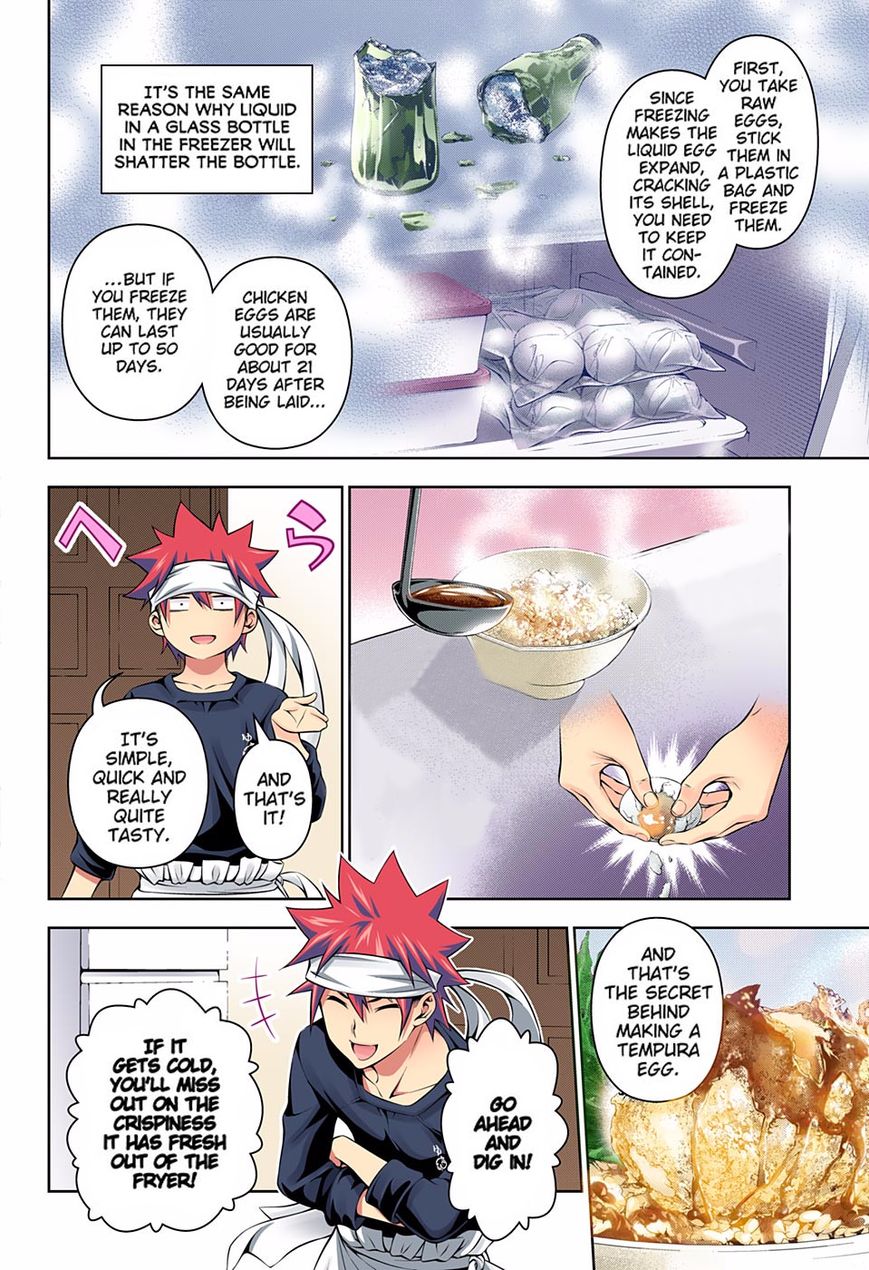 FIRST,
YOU TAKE
RAW
EGGS,
STICK
THEM IN
A PLASTIC
BAG AND
FREEZE
THEM.
SINCE
FREEZING
MAKES THE
LIQUID EGG
EXPAND,
CRACKING
ITS SHELL,
YOU NEED
TO KEEP
IT CON-
TAINED.
IT'S THE SAME
REASON WHY LIQUID
IN A GLASS BOTTLE
IN THE FREEZER WILL
SHATTER THE BOTTLE.
CHICKEN
EGGS ARE
USUALLY
GOOD FOR
ABOUT 21
DAYS AFTER
BEING LAID...
...BUT IF
YOU FREEZE
THEM, THEY
CAN LAST
UP TO 50
DAYS.
へら
AND
THAT'S
IT!
IT'S
SIMPLE,
QUICK AND
REALLY
QUITE
TASTY.
AND
THAT'S
THE SECRET
BEHIND
MAKING A
TEMPURA
EGG.
GO
AHEAD
AND
DIG IN!
IF IT
GETS COLD,
YOU'LL MISS
OUT ON THE
CRISPINESS
IT HAS FRESH
OUT OF THE
FRYER!